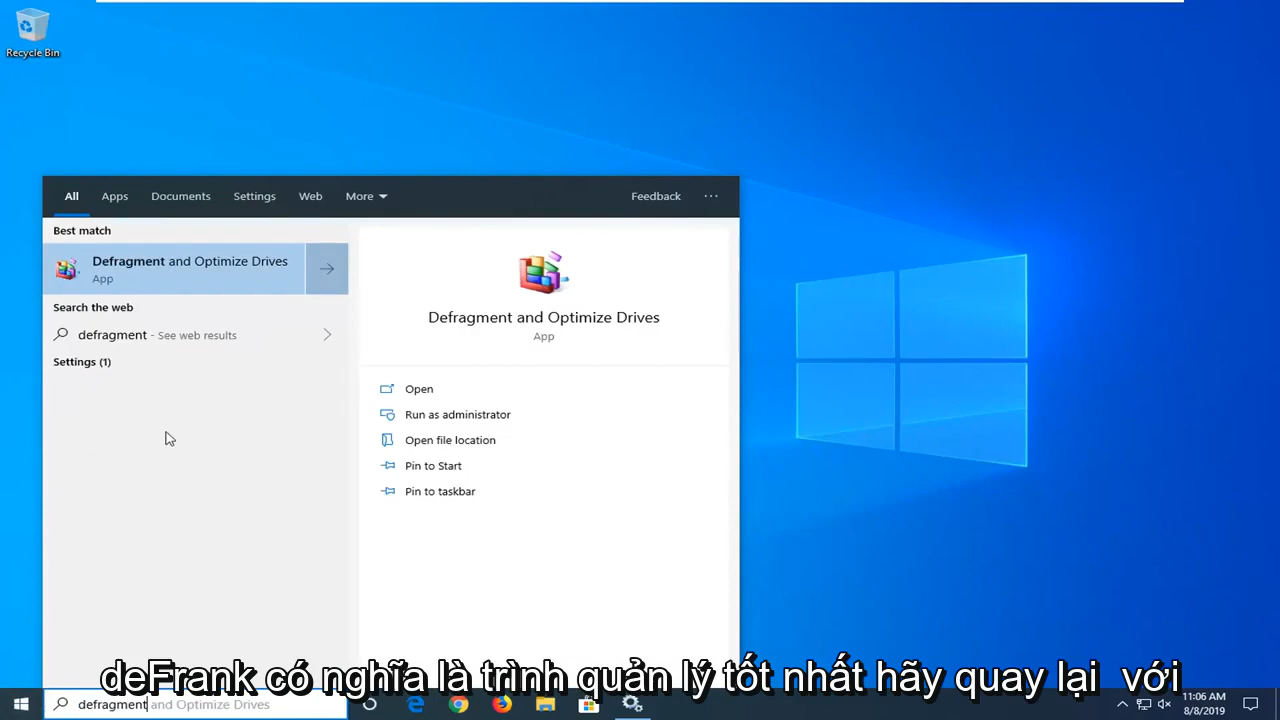 Recycle Bin
All Apps Documents Settings Web More Feedback ...
Best match
Defragment and Optimize Drives
App
Search the web
defragment - See web results
Settings (1)
Defragment and Optimize Drives
App
Open
Run as administrator
Open file location
Pin to Start
Pin to taskbar
deFrank có nghĩa là trình quản lý tốt nhất hãy quay lại với
defragment and Optimize Drives
11:06 AM
8/8/2019